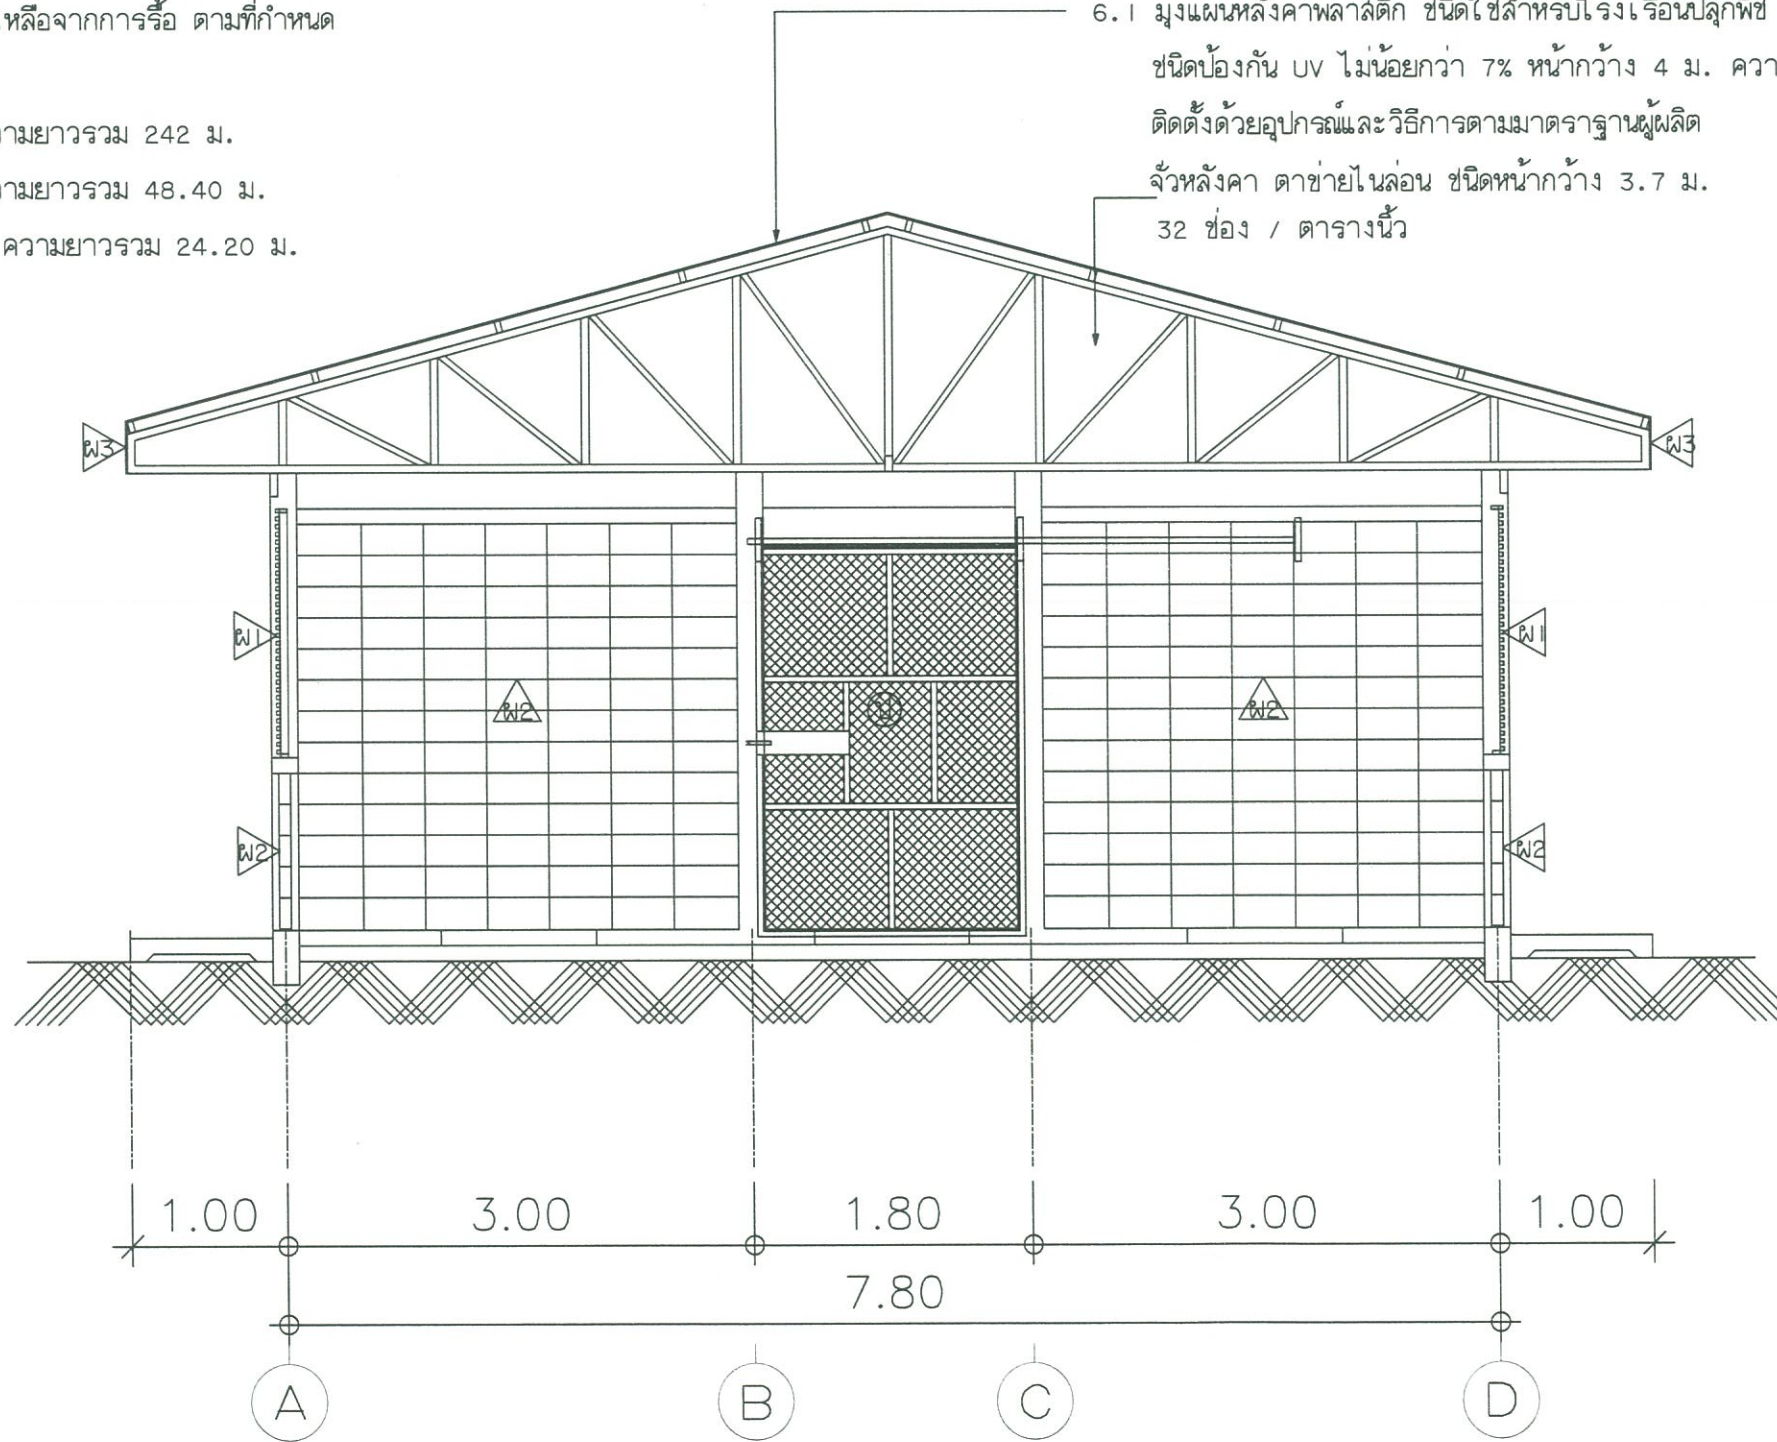 หลือจากการรื้อ ตามที่กำหนด
ามยาวรวม 242 ม.
ามยาวรวม 48.40 ม.
ความยาวรวม 24.20 ม.
6.1 มุงแผ่นหลังคาพลาสติก ชนิดใช้สำหรับโรงเรือนปลูกพืช
ชนิดป้องกัน UV ไม่น้อยกว่า 7% หน้ากว้าง 4 ม. ควา
ติดตั้งด้วยอุปกรณ์และวิธีการตามมาตราฐานผู้ผลิต
จั่วหลังคา ตาข่ายไนล่อน ชนิดหน้ากว้าง 3.7 ม.
32 ช่อง / ตารางนิ้ว
ผ3 ผ3
ผ1 ผ1
ผ2 ผ2
ผ2 ผ2
1.00 3.00 1.80 3.00 1.00
7.80
A B C D